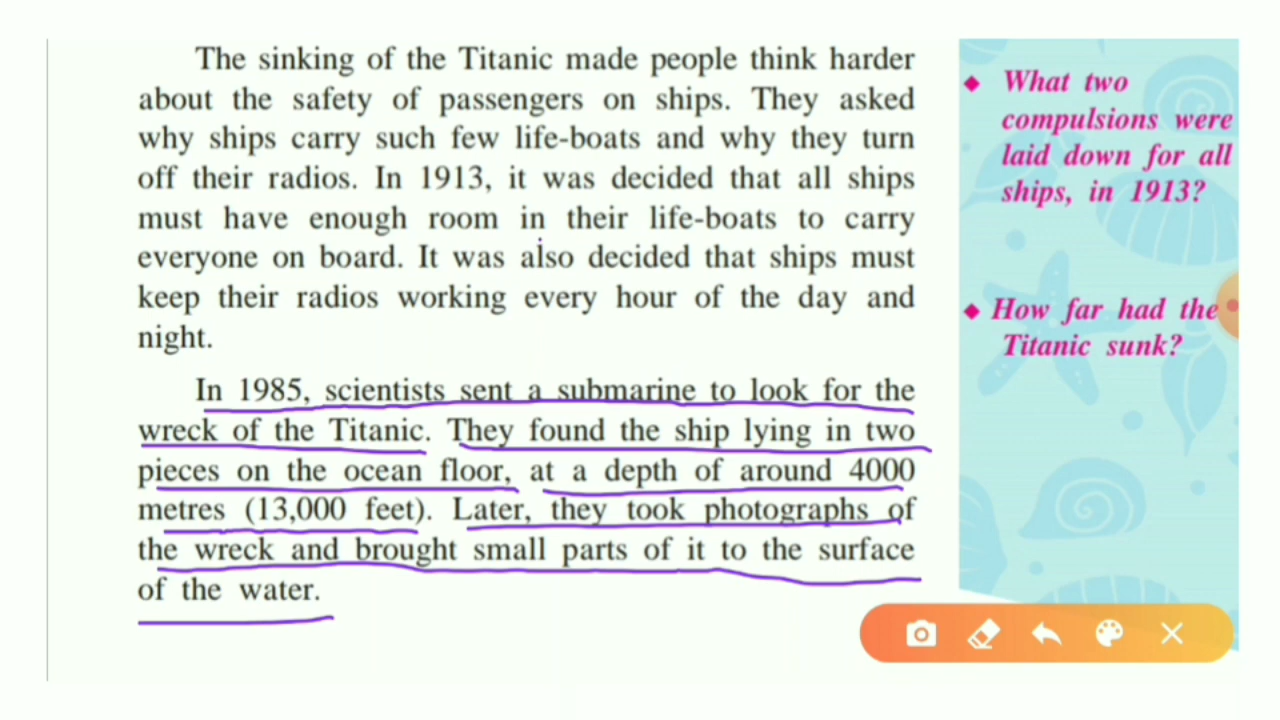 The sinking of the Titanic made people think harder
about the safety of passengers on ships. They asked
why ships carry such few life-boats and why they turn
off their radios. In 1913, it was decided that all ships
must have enough room in their life-boats to carry
everyone on board. It was also decided that ships must
keep their radios working every hour of the day and
night.
In 1985, scientists sent a submarine to look for the
wreck of the Titanic. They found the ship lying in two
pieces on the ocean floor, at a depth of around 4000
metres (13,000 feet). Later, they took photographs of
the wreck and brought small parts of it to the surface
of the water.
What two
compulsions were
laid down for all
ships, in 1913?
How far had the
Titanic sunk?